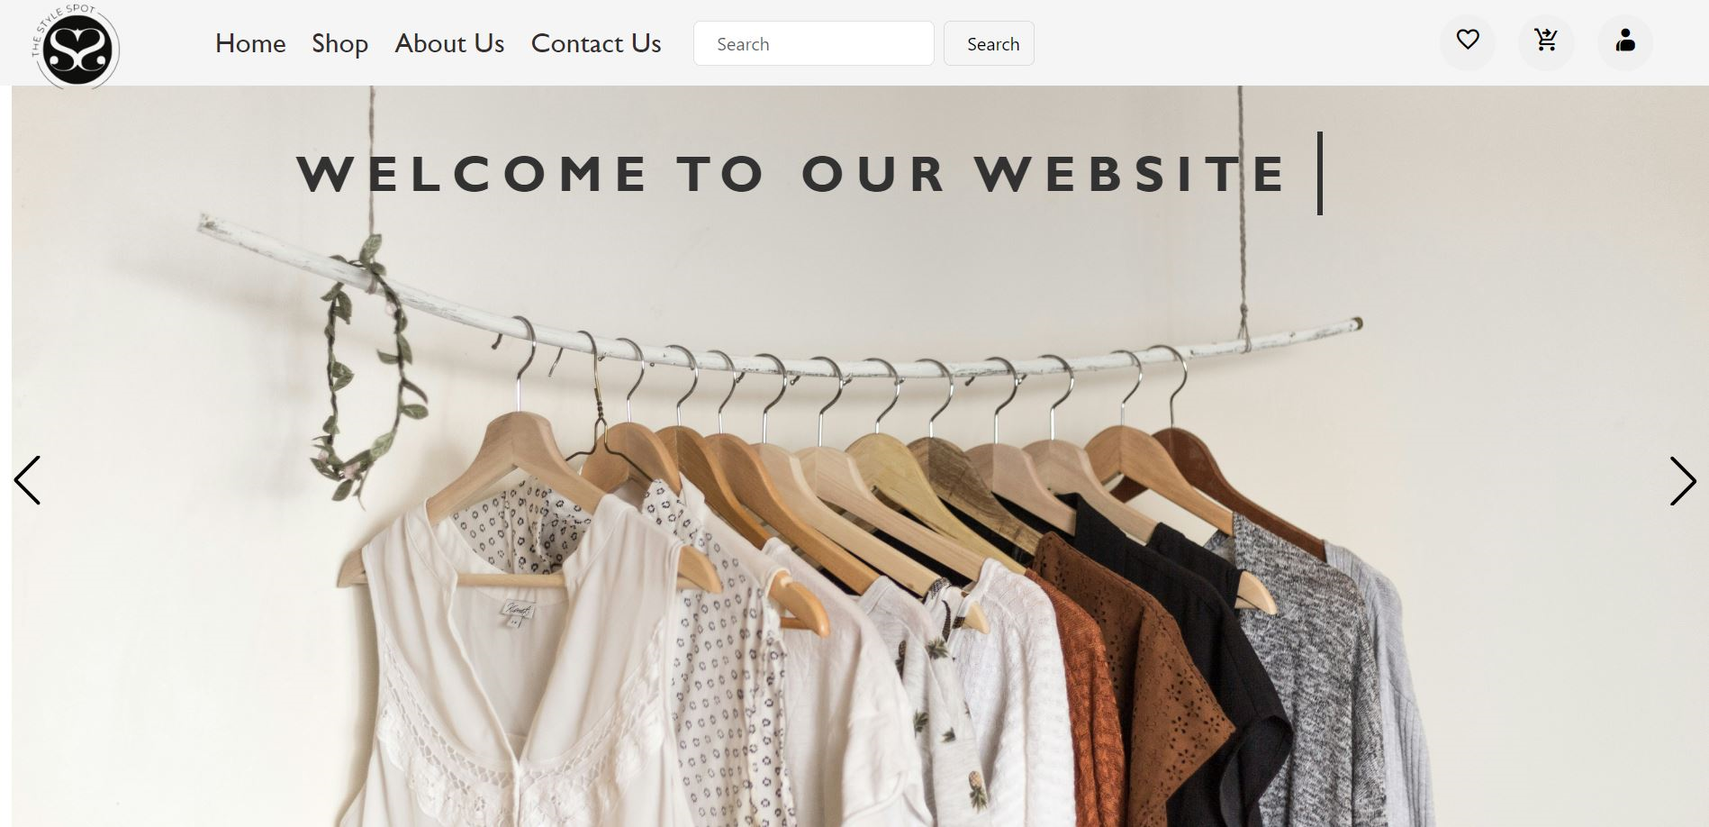 THE STYLE SPOT
Home Shop About Us Contact Us Search Search
WELCOME TO OUR WEBSITE